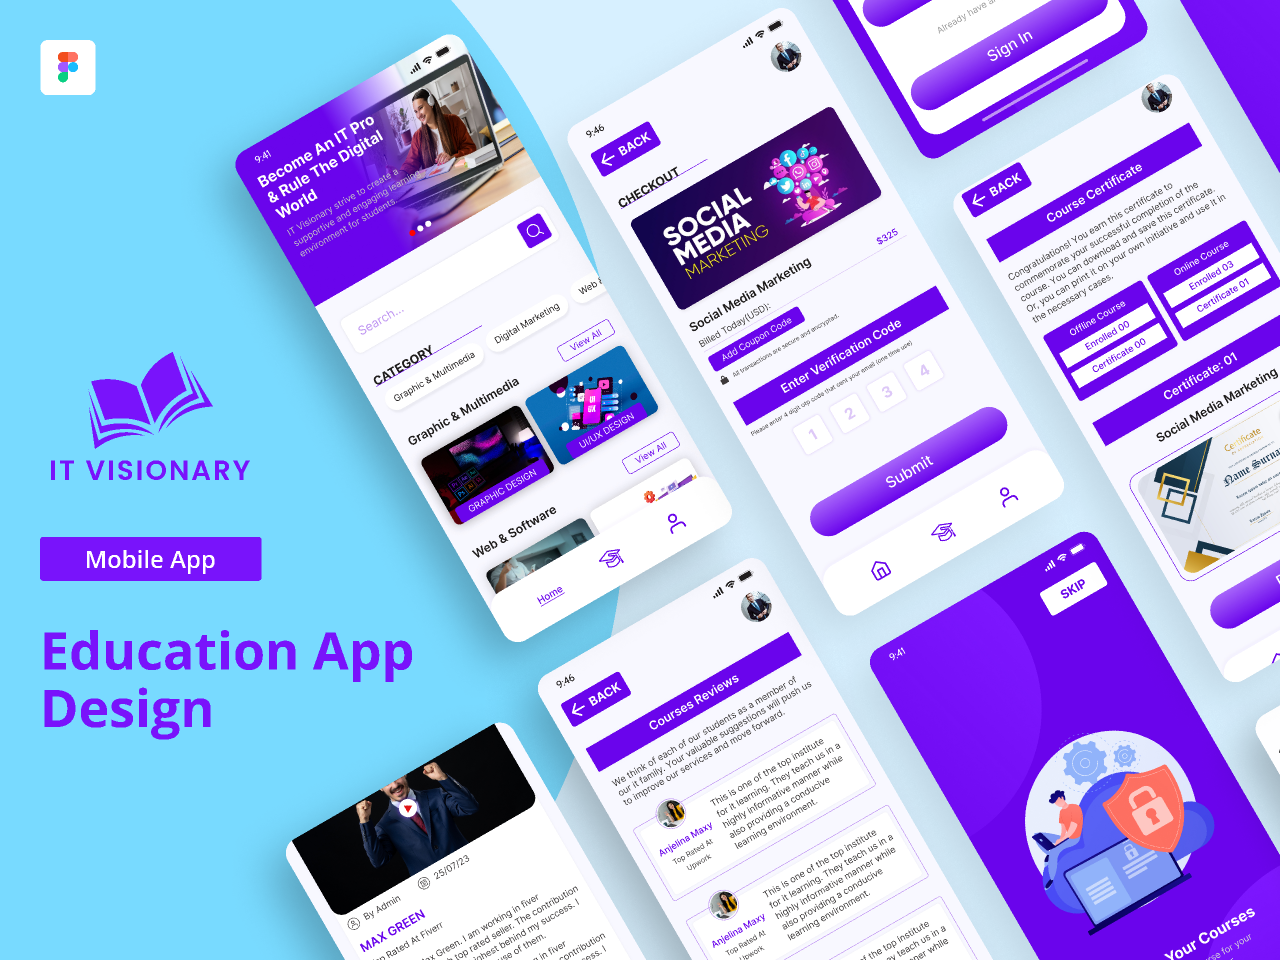 IT VISIONARY
Mobile App
Education App
Design
9:41
Become An IT Pro
& Rule The Digital
World
IT Visionary strive to create a
supportive and engaging learning
environment for students.
Search...
CATEGORY
Graphic & Multimedia
Digital Marketing
Web &
Graphic & Multimedia
View All
GRAPHIC DESIGN
UI/UX DESIGN
Web & Software
View All
Home
9:46
BACK
CHECKOUT
SOCIAL
MEDIA
MARKETING
Social Media Marketing
Billed Today(USD):
$325
Add Coupon Code
All transactions are secure and encrypted.
Enter Verification Code
Please enter 4 digit otp code that sent your email (one time use)
1
2
3
4
Submit
Already have
Sign In
BACK
Course Certificate
Congratulations! You earn this certificate to
commemorate your successful completion of the
course. You can download and save this certificate.
Or, you can print it on your own initiative and use it in
the necessary cases.
Offline Course
Enrolled 00
Certificate 00
Online Course
Enrolled 03
Certificate 01
Certificate: 01
Social Media Marketing
Certificate
Name Surna
By Admin
25/07/23
MAX GREEN
Top Rated At Fiverr
Max Green. I am working in fiver
top rated seller. The contribution
behind my success. I
use of them.
working in fiver
contribution
success. I
9:46
BACK
Courses Reviews
We think of each of our students as a member of
our it family. Your valuable suggestions will push us
to improve our services and move forward.
Anjelina Maxy
Top Rated At
Upwork
This is one of the top institute
for it learning. They teach us in a
highly informative manner while
also providing a conducive
learning environment.
Anjelina Maxy
Top Rated At
Upwork
This is one of the top institute
for it learning. They teach us in a
highly informative manner while
also providing a conducive
learning environment.
This is one of the top institute
for it learning. They teach us in a
9:41
SKIP
Your Courses
course for your